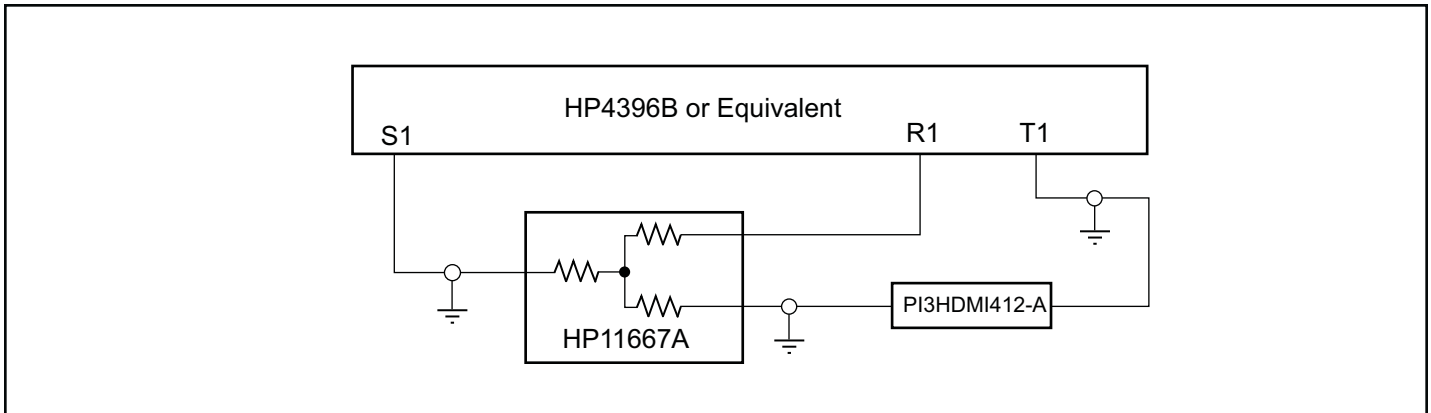 HP4396B or Equivalent
S1
R1
T1
PI3HDMI412-A
HP11667A